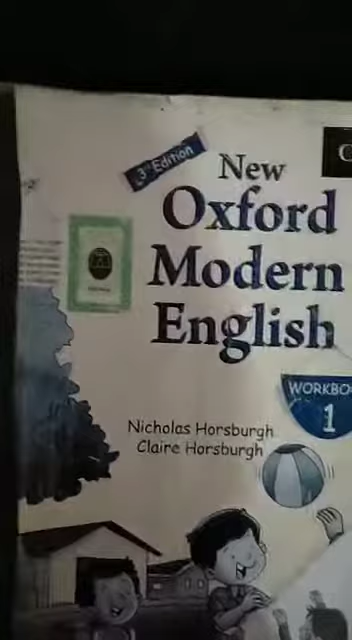 3rd Edition
New
Oxford
Modern
English
WORKBO
1
Nicholas Horsburgh
Claire Horsburgh